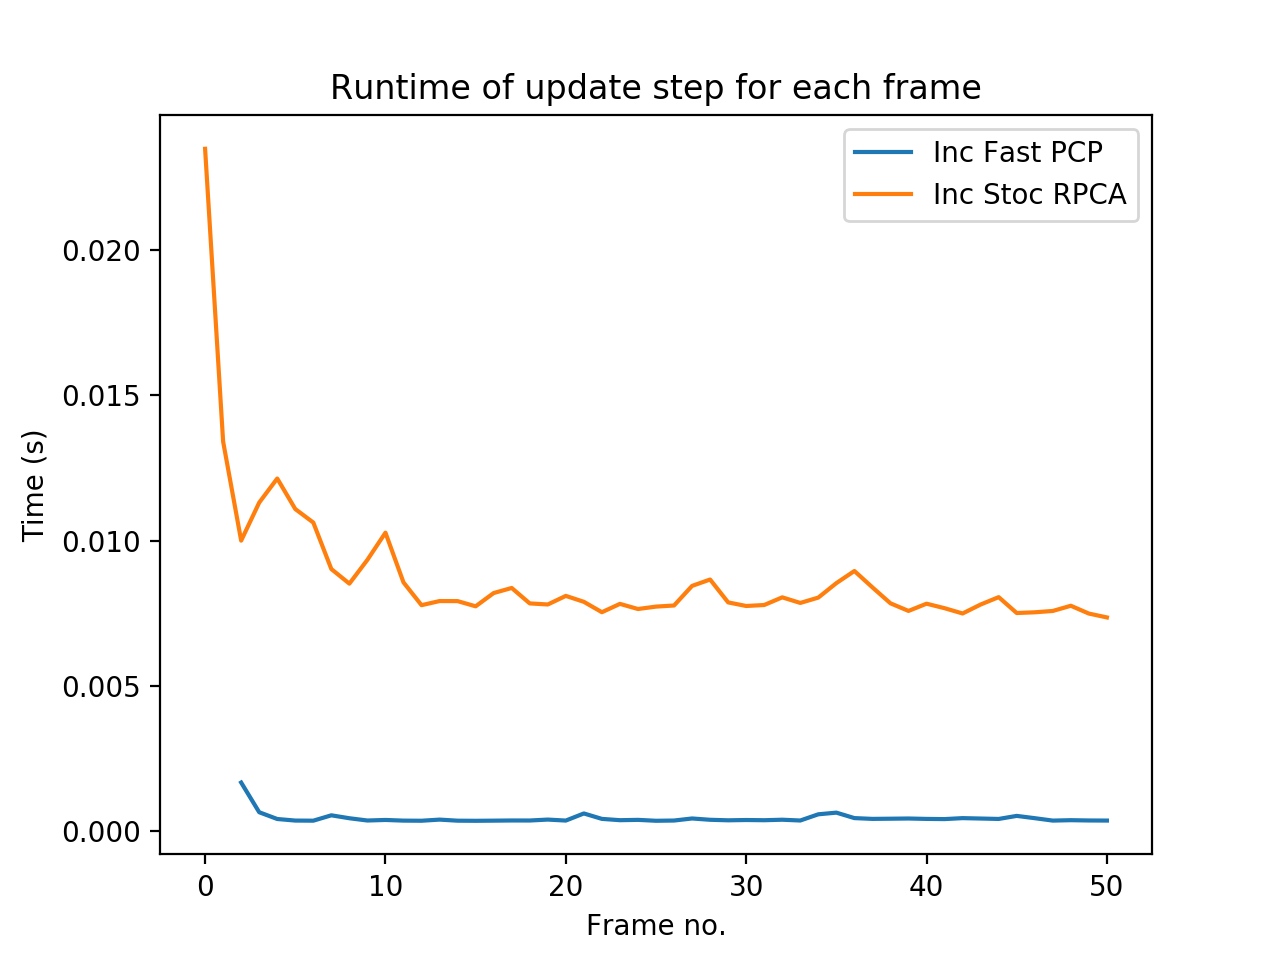 Runtime of update step for each frame
Inc Fast PCP
Inc Stoc RPCA
Time (s)
0.020
0.015
0.010
0.005
0.000
0 10 20 30 40 50
Frame no.